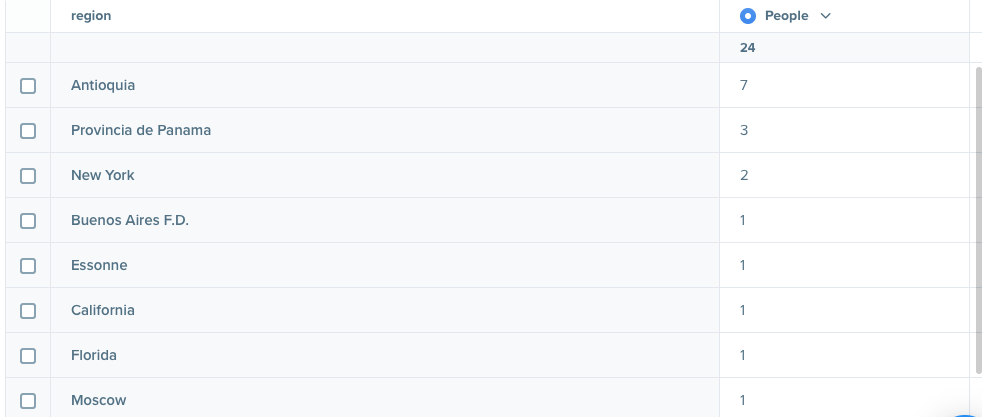 region People
24
Antioquia 7
Provincia de Panama 3
New York 2
Buenos Aires F.D. 1
Essonne 1
California 1
Florida 1
Moscow 1